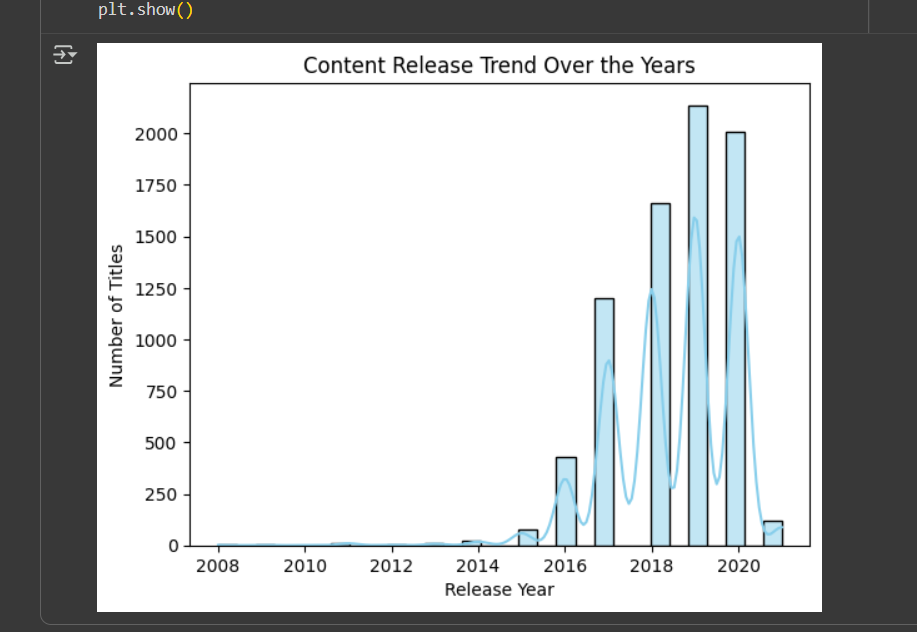 plt.show()
Content Release Trend Over the Years
Number of Titles
2000
1750
1500
1250
1000
750
500
250
0
2008 2010 2012 2014 2016 2018 2020
Release Year